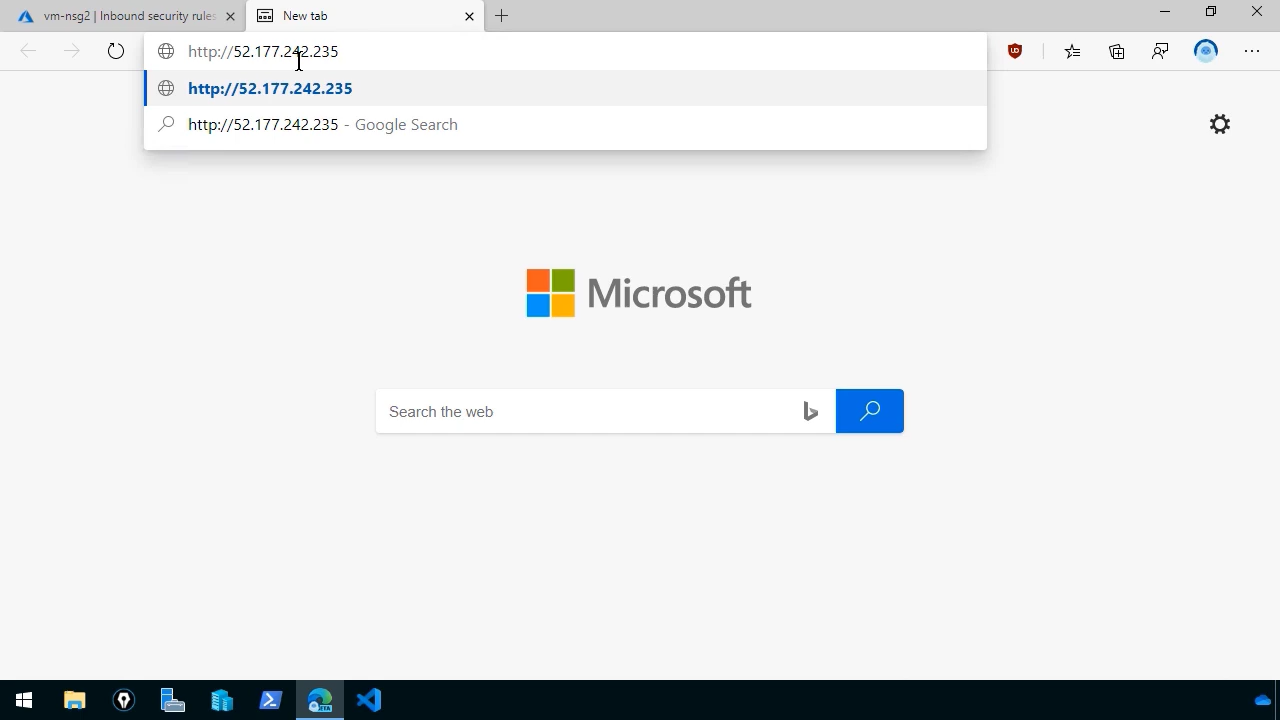 vm-nsg2 | Inbound security rules
New tab
http://52.177.242.235
http://52.177.242.235
http://52.177.242.235 - Google Search
Microsoft
Search the web